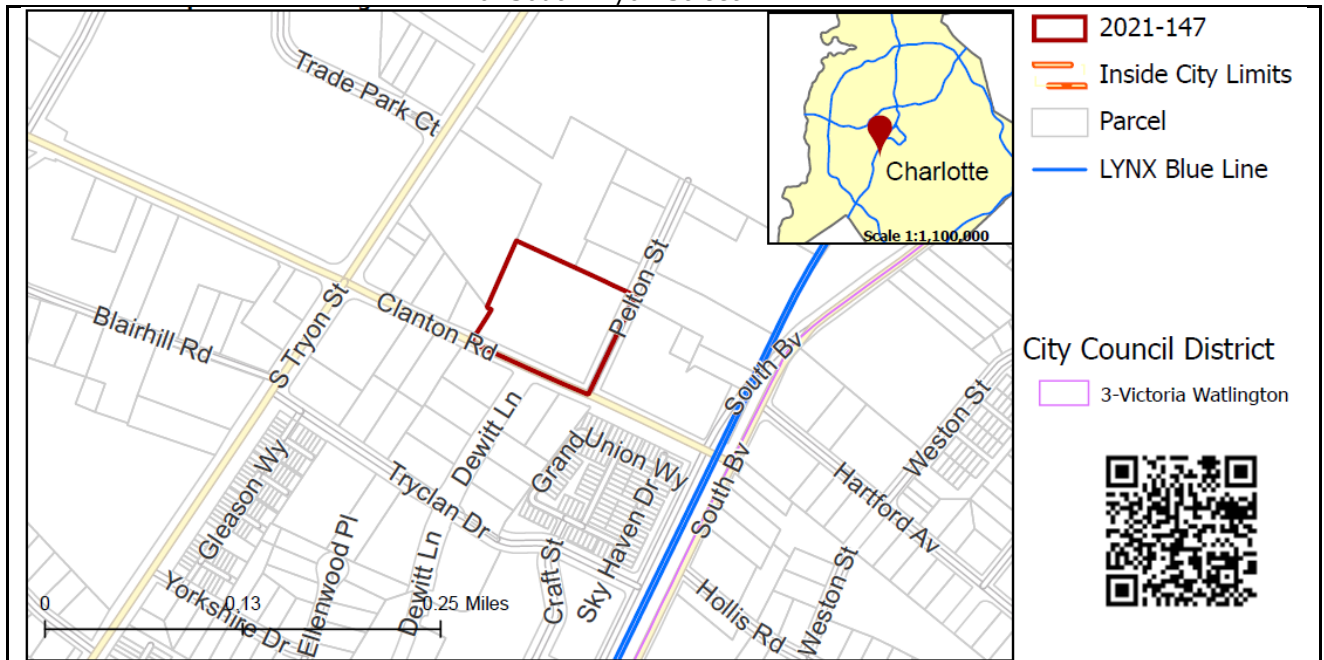 2021-147
Inside City Limits
Parcel
LYNX Blue Line
City Council District
3-Victoria Watlington
Charlotte
Scale 1:1,100,000
Trade Park Ct
Pelton St
Clanton Rd
Blairhill Rd
S Tryon St
South Bv
Weston St
Dewitt Ln
Grand
Union Wy
South Bv
Hartford Av
Gleason Wy
Tryclan Dr
Sky Haven Dr
Ellenwood Pl
Dewitt Ln
Craft St
Weston St
Hollis Rd
Yorkshire Dr
0
0.13
0.25 Miles